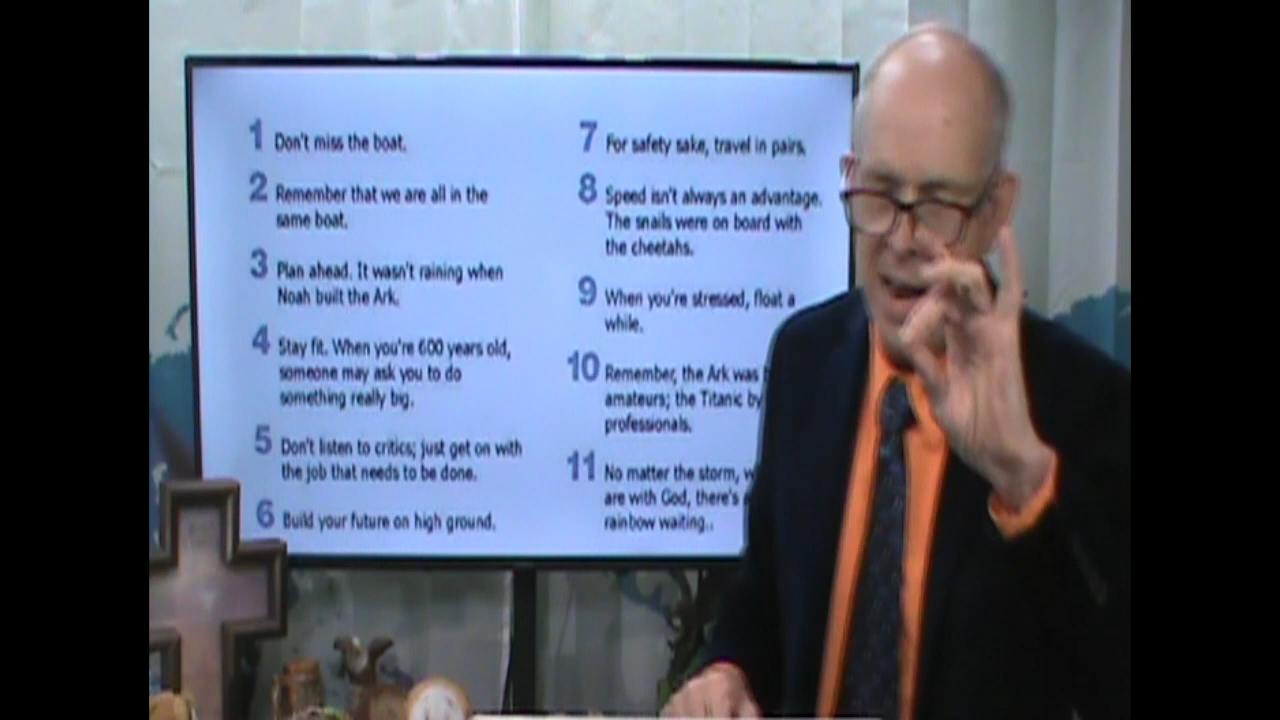 1 Don't miss the boat.
2 Remember that we are all in the
same boat.
3 Plan ahead. It wasn't raining when
Noah built the Ark.
4 Stay fit. When you're 600 years old,
someone may ask you to do
something really big.
5 Don't listen to critics; just get on with
the job that needs to be done.
6 Build your future on high ground.
7 For safety sake, travel in pairs.
8 Speed isn't always an advantage.
The snails were on board with
the cheetahs.
9 When you're stressed, float a
while.
10 Remember, the Ark was
amateurs; the Titanic by
professionals.
11 No matter the storm,
are with God, there's
rainbow waiting..